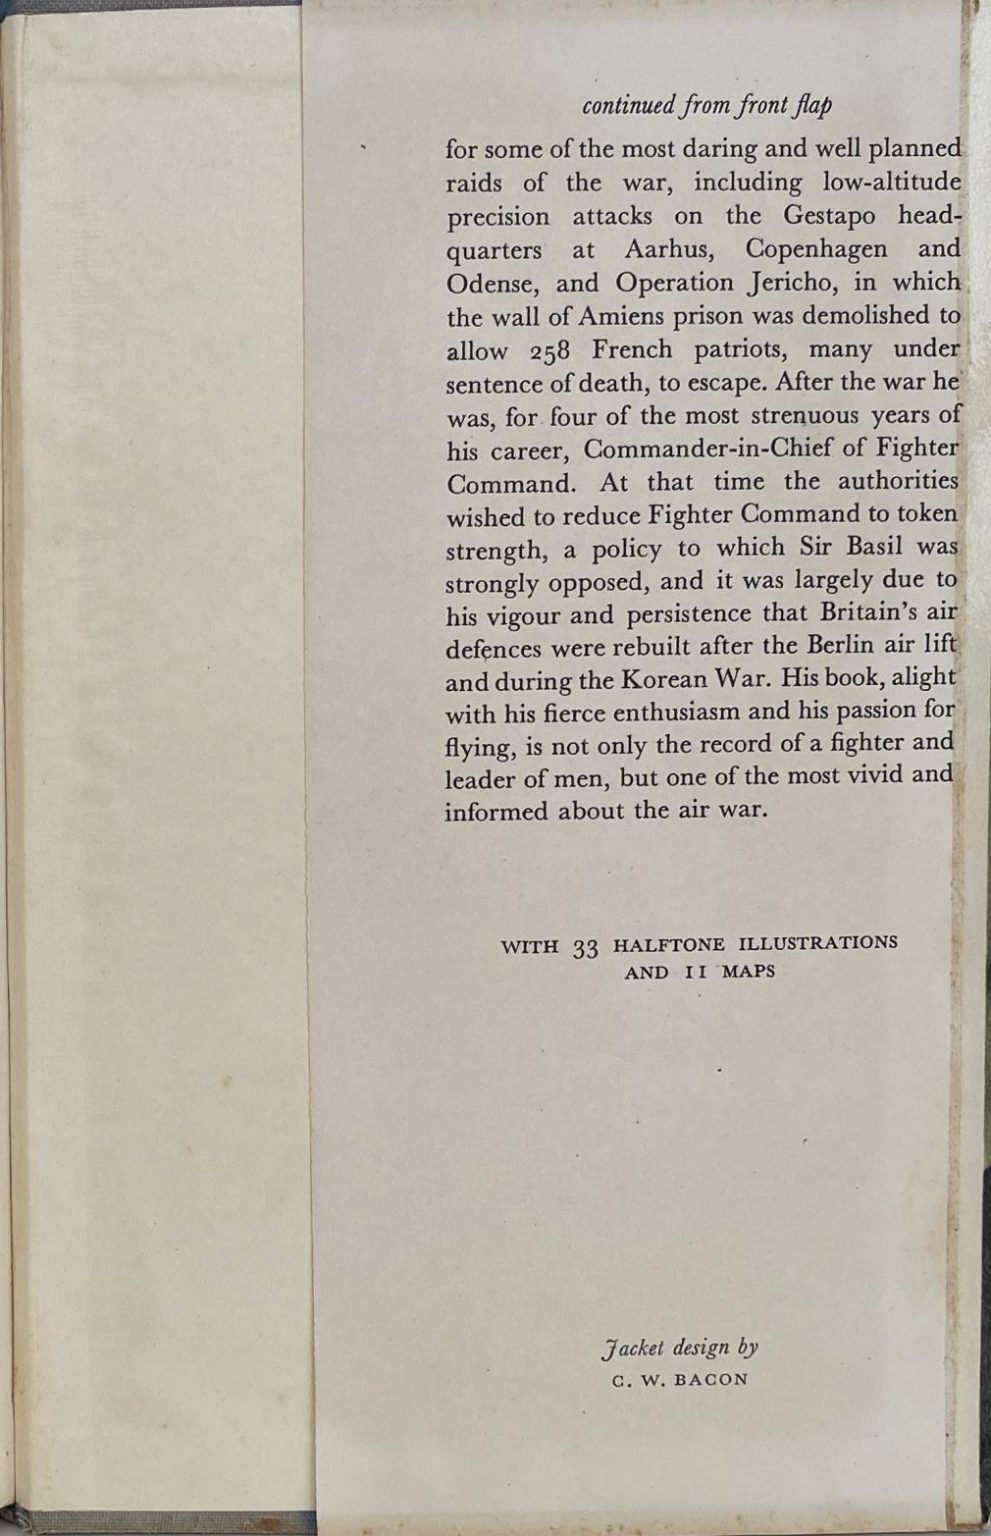 continued from front flap
for some of the most daring and well planned
raids of the war, including low-altitude
precision attacks on the Gestapo head-
quarters at Aarhus, Copenhagen and
Odense, and Operation Jericho, in which
the wall of Amiens prison was demolished to
allow 258 French patriots, many under
sentence of death, to escape. After the war he
was, for four of the most strenuous years of
his career, Commander-in-Chief of Fighter
Command. At that time the authorities
wished to reduce Fighter Command to token
strength, a policy to which Sir Basil was
strongly opposed, and it was largely due to
his vigour and persistence that Britain's air
defences were rebuilt after the Berlin air lift
and during the Korean War. His book, alight
with his fierce enthusiasm and his passion for
flying, is not only the record of a fighter and
leader of men, but one of the most vivid and
informed about the air war.
WITH 33 HALFTONE ILLUSTRATIONS
AND 11 MAPS
Jacket design by
C. W. BACON